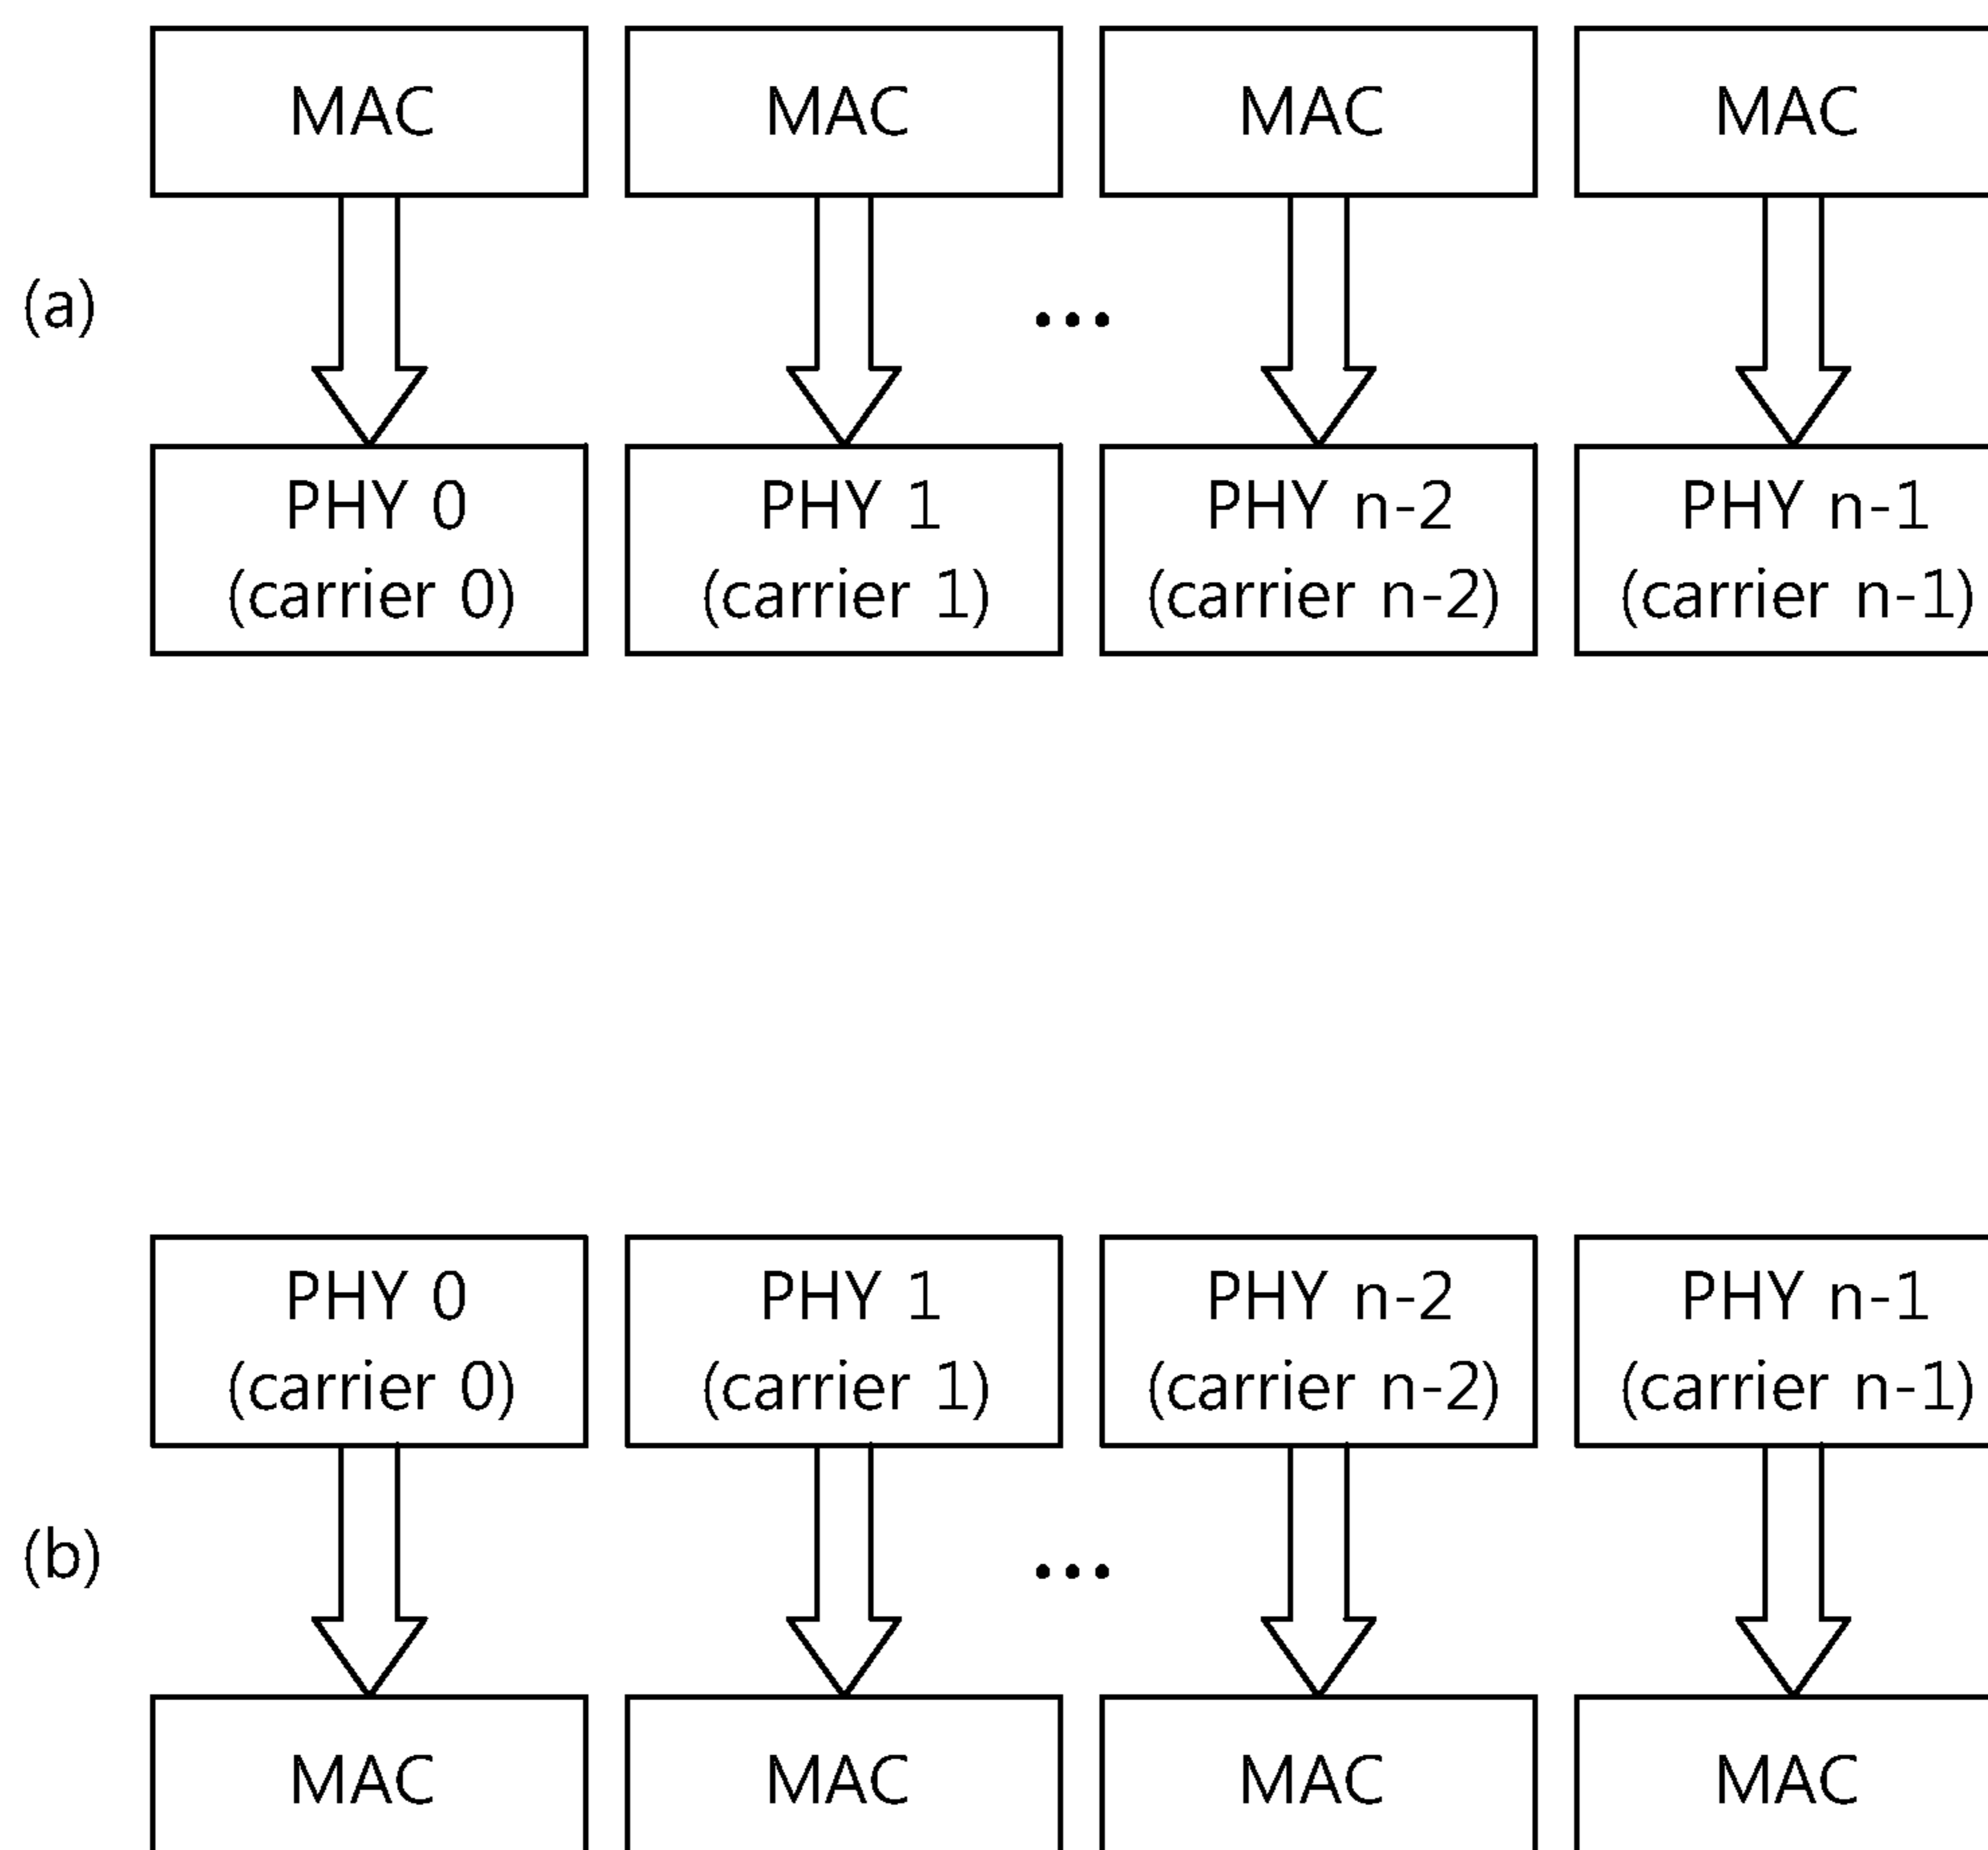 MAC MAC MAC MAC
(a)
...
PHY 0 PHY 1 PHY n-2 PHY n-1
(carrier 0) (carrier 1) (carrier n-2) (carrier n-1)
PHY 0 PHY 1 PHY n-2 PHY n-1
(carrier 0) (carrier 1) (carrier n-2) (carrier n-1)
(b)
...
MAC MAC MAC MAC